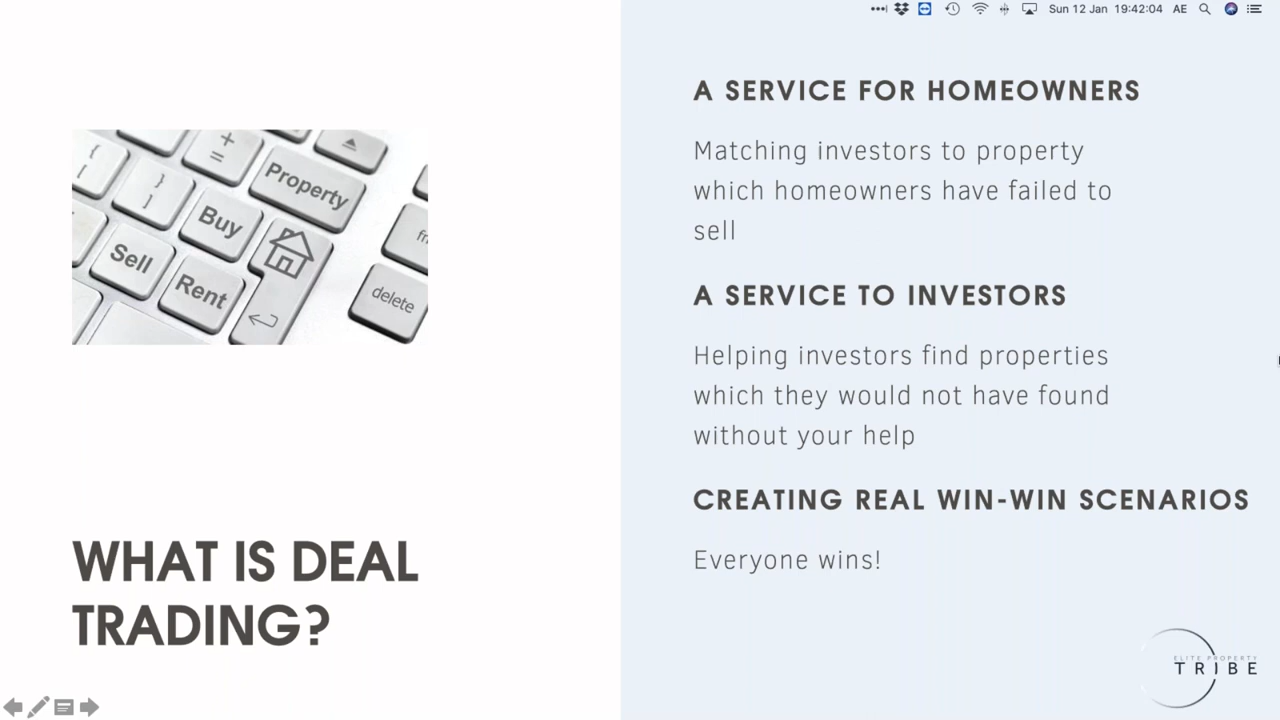 Sun 12 Jan 19:42:04 AE
+
=
{
[
}
]
Property
Buy
Sell
Rent
delete
WHAT IS DEAL
TRADING?
A SERVICE FOR HOMEOWNERS
Matching investors to property
which homeowners have failed to
sell
A SERVICE TO INVESTORS
Helping investors find properties
which they would not have found
without your help
CREATING REAL WIN-WIN SCENARIOS
Everyone wins!
ELITE PROPERTY
TRIBE